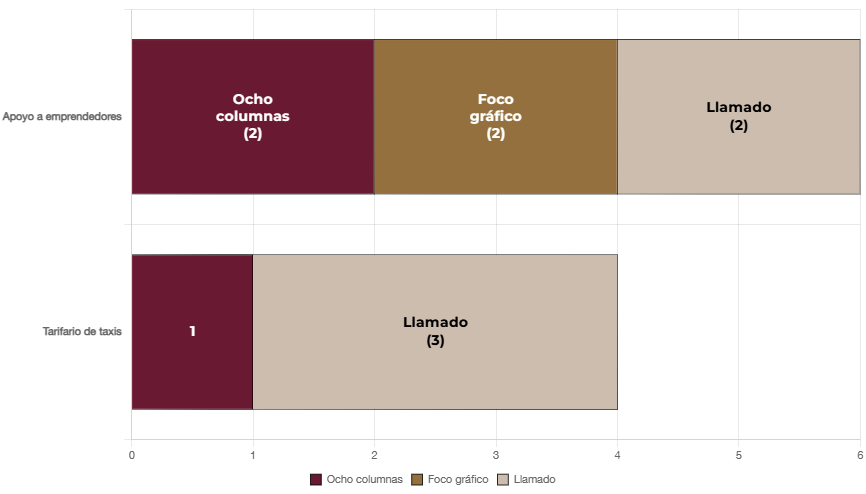 Apoyo a emprendedores
Ocho
columnas
(2)
Foco
gráfico
(2)
Llamado
(2)
Tarifario de taxis
1
Llamado
(3)
0 1 2 3 4 5 6
Ocho columnas Foco gráfico Llamado